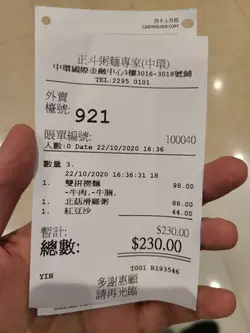 持卡人存根
CARDHOLDER COPY
正斗粥麵專家(中環)
中環國際金融中心3樓3016-3018號舖
TEL:2295 0101
外賣
檯號: 921
賬單編號: 100040
人數:0 Date 22/10/2020 16:36
數量 3.
22/10/2020 16:36:31 18
1. 雙拼撈麵 98.00
-牛肉.-牛腩.
1. 北菇滑雞粥 88.00
1. 紅豆沙 44.00
暫計: $230.00
總數: $230.00
T001 R193546
YIN
多謝惠顧
請再光臨